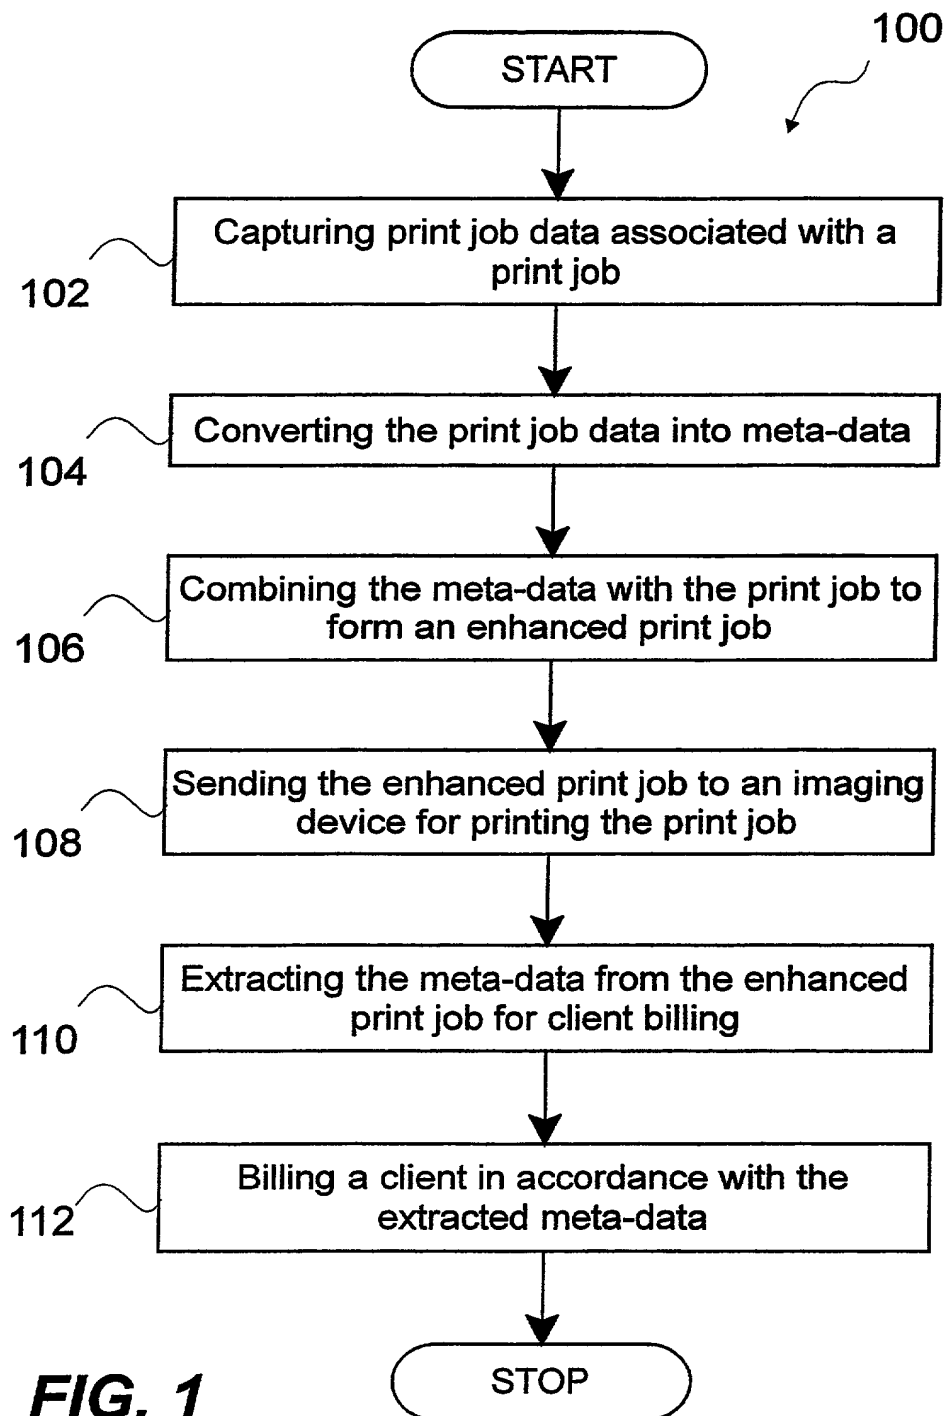 100
START
Capturing print job data associated with a
print job
102
Converting the print job data into meta-data
104
Combining the meta-data with the print job to
form an enhanced print job
106
Sending the enhanced print job to an imaging
device for printing the print job
108
Extracting the meta-data from the enhanced
print job for client billing
110
Billing a client in accordance with the
extracted meta-data
112
STOP
FIG. 1